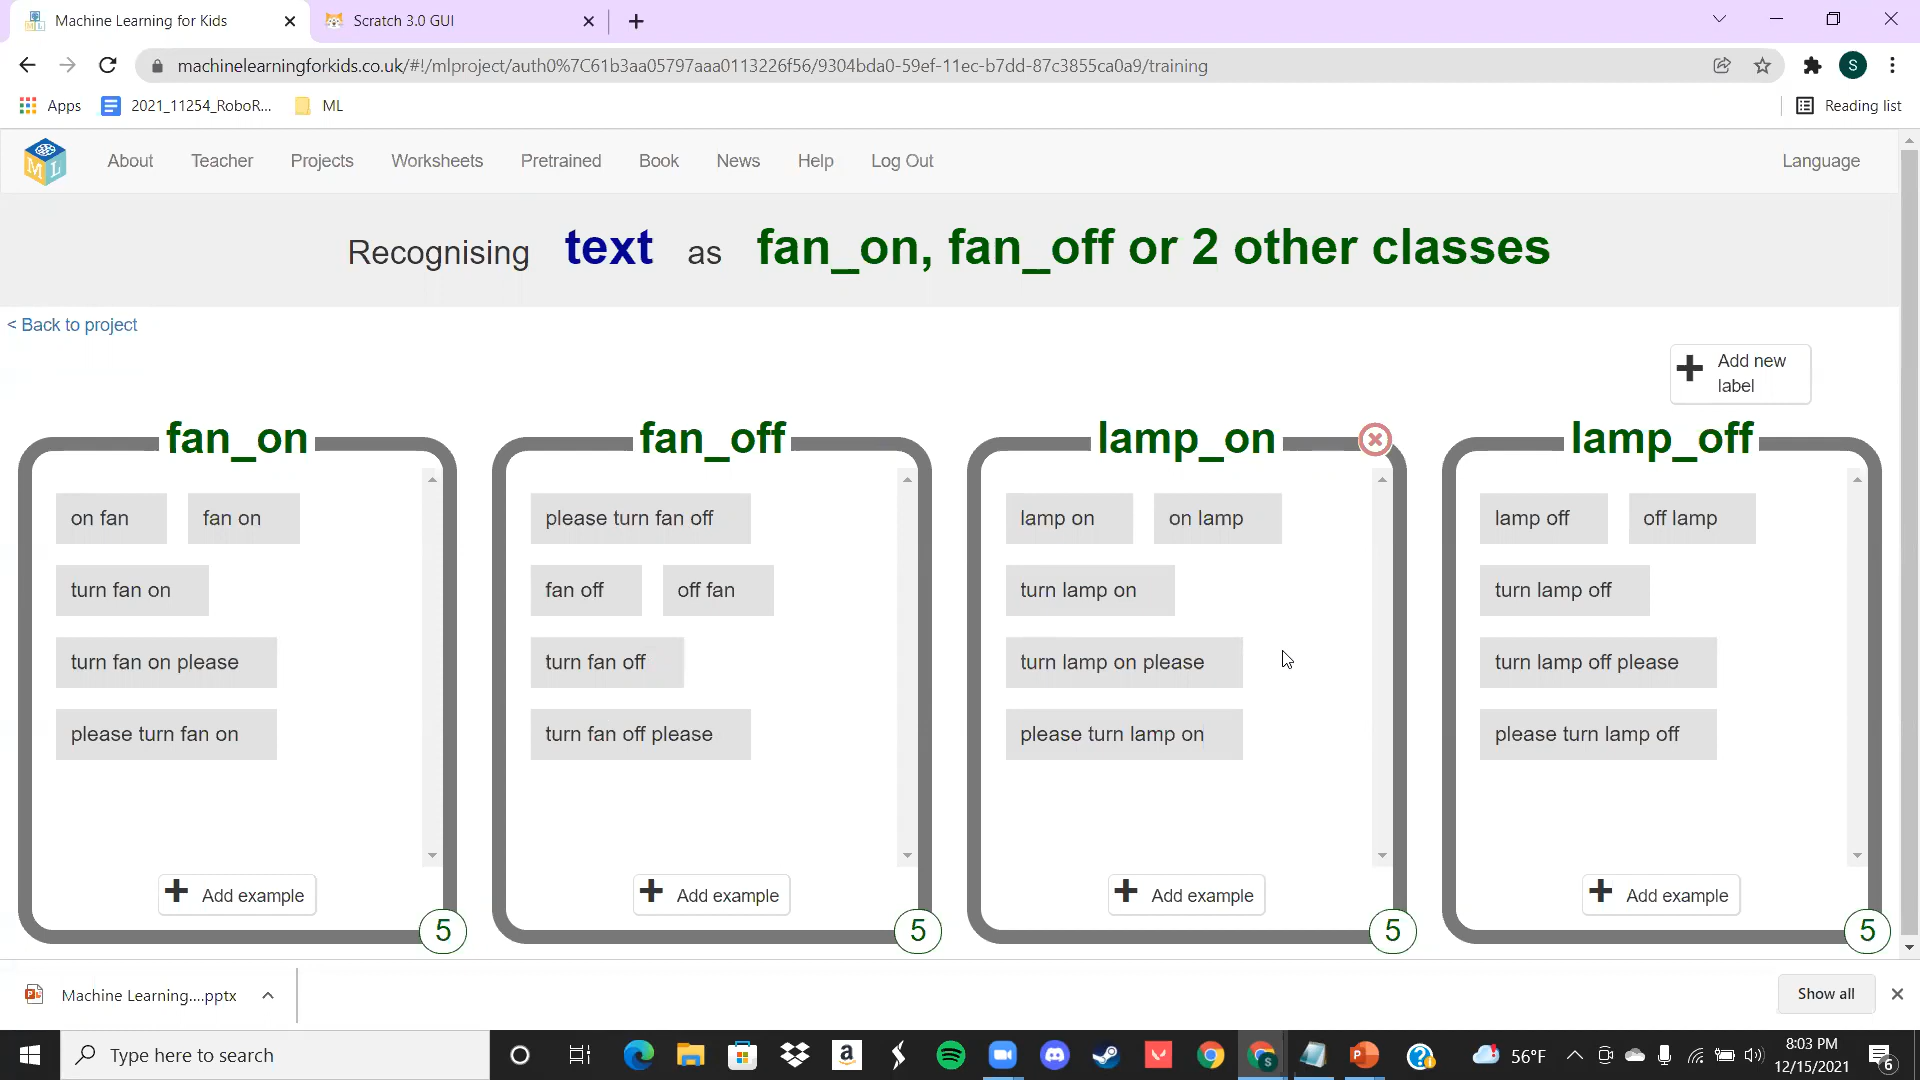 Machine Learning for Kids
Scratch 3.0 GUI
machinelearningforkids.co.uk/#!/mlproject/auth0%7C61b3aa05797aaa0113226f56/9304bda0-59ef-11ec-b7dd-87c3855ca0a9/training
S
Apps
2021_11254_RoboR...
ML
Reading list
About
Teacher
Projects
Worksheets
Pretrained
Book
News
Help
Log Out
Language
Recognising text as fan_on, fan_off or 2 other classes
< Back to project
Add new
label
fan_on
on fan
fan on
turn fan on
turn fan on please
please turn fan on
Add example
5
fan_off
please turn fan off
fan off
off fan
turn fan off
turn fan off please
Add example
5
lamp_on
lamp on
on lamp
turn lamp on
turn lamp on please
please turn lamp on
Add example
5
lamp_off
lamp off
off lamp
turn lamp off
turn lamp off please
please turn lamp off
Add example
5
Machine Learning....pptx
Show all
Type here to search
56°F
8:03 PM
12/15/2021
6